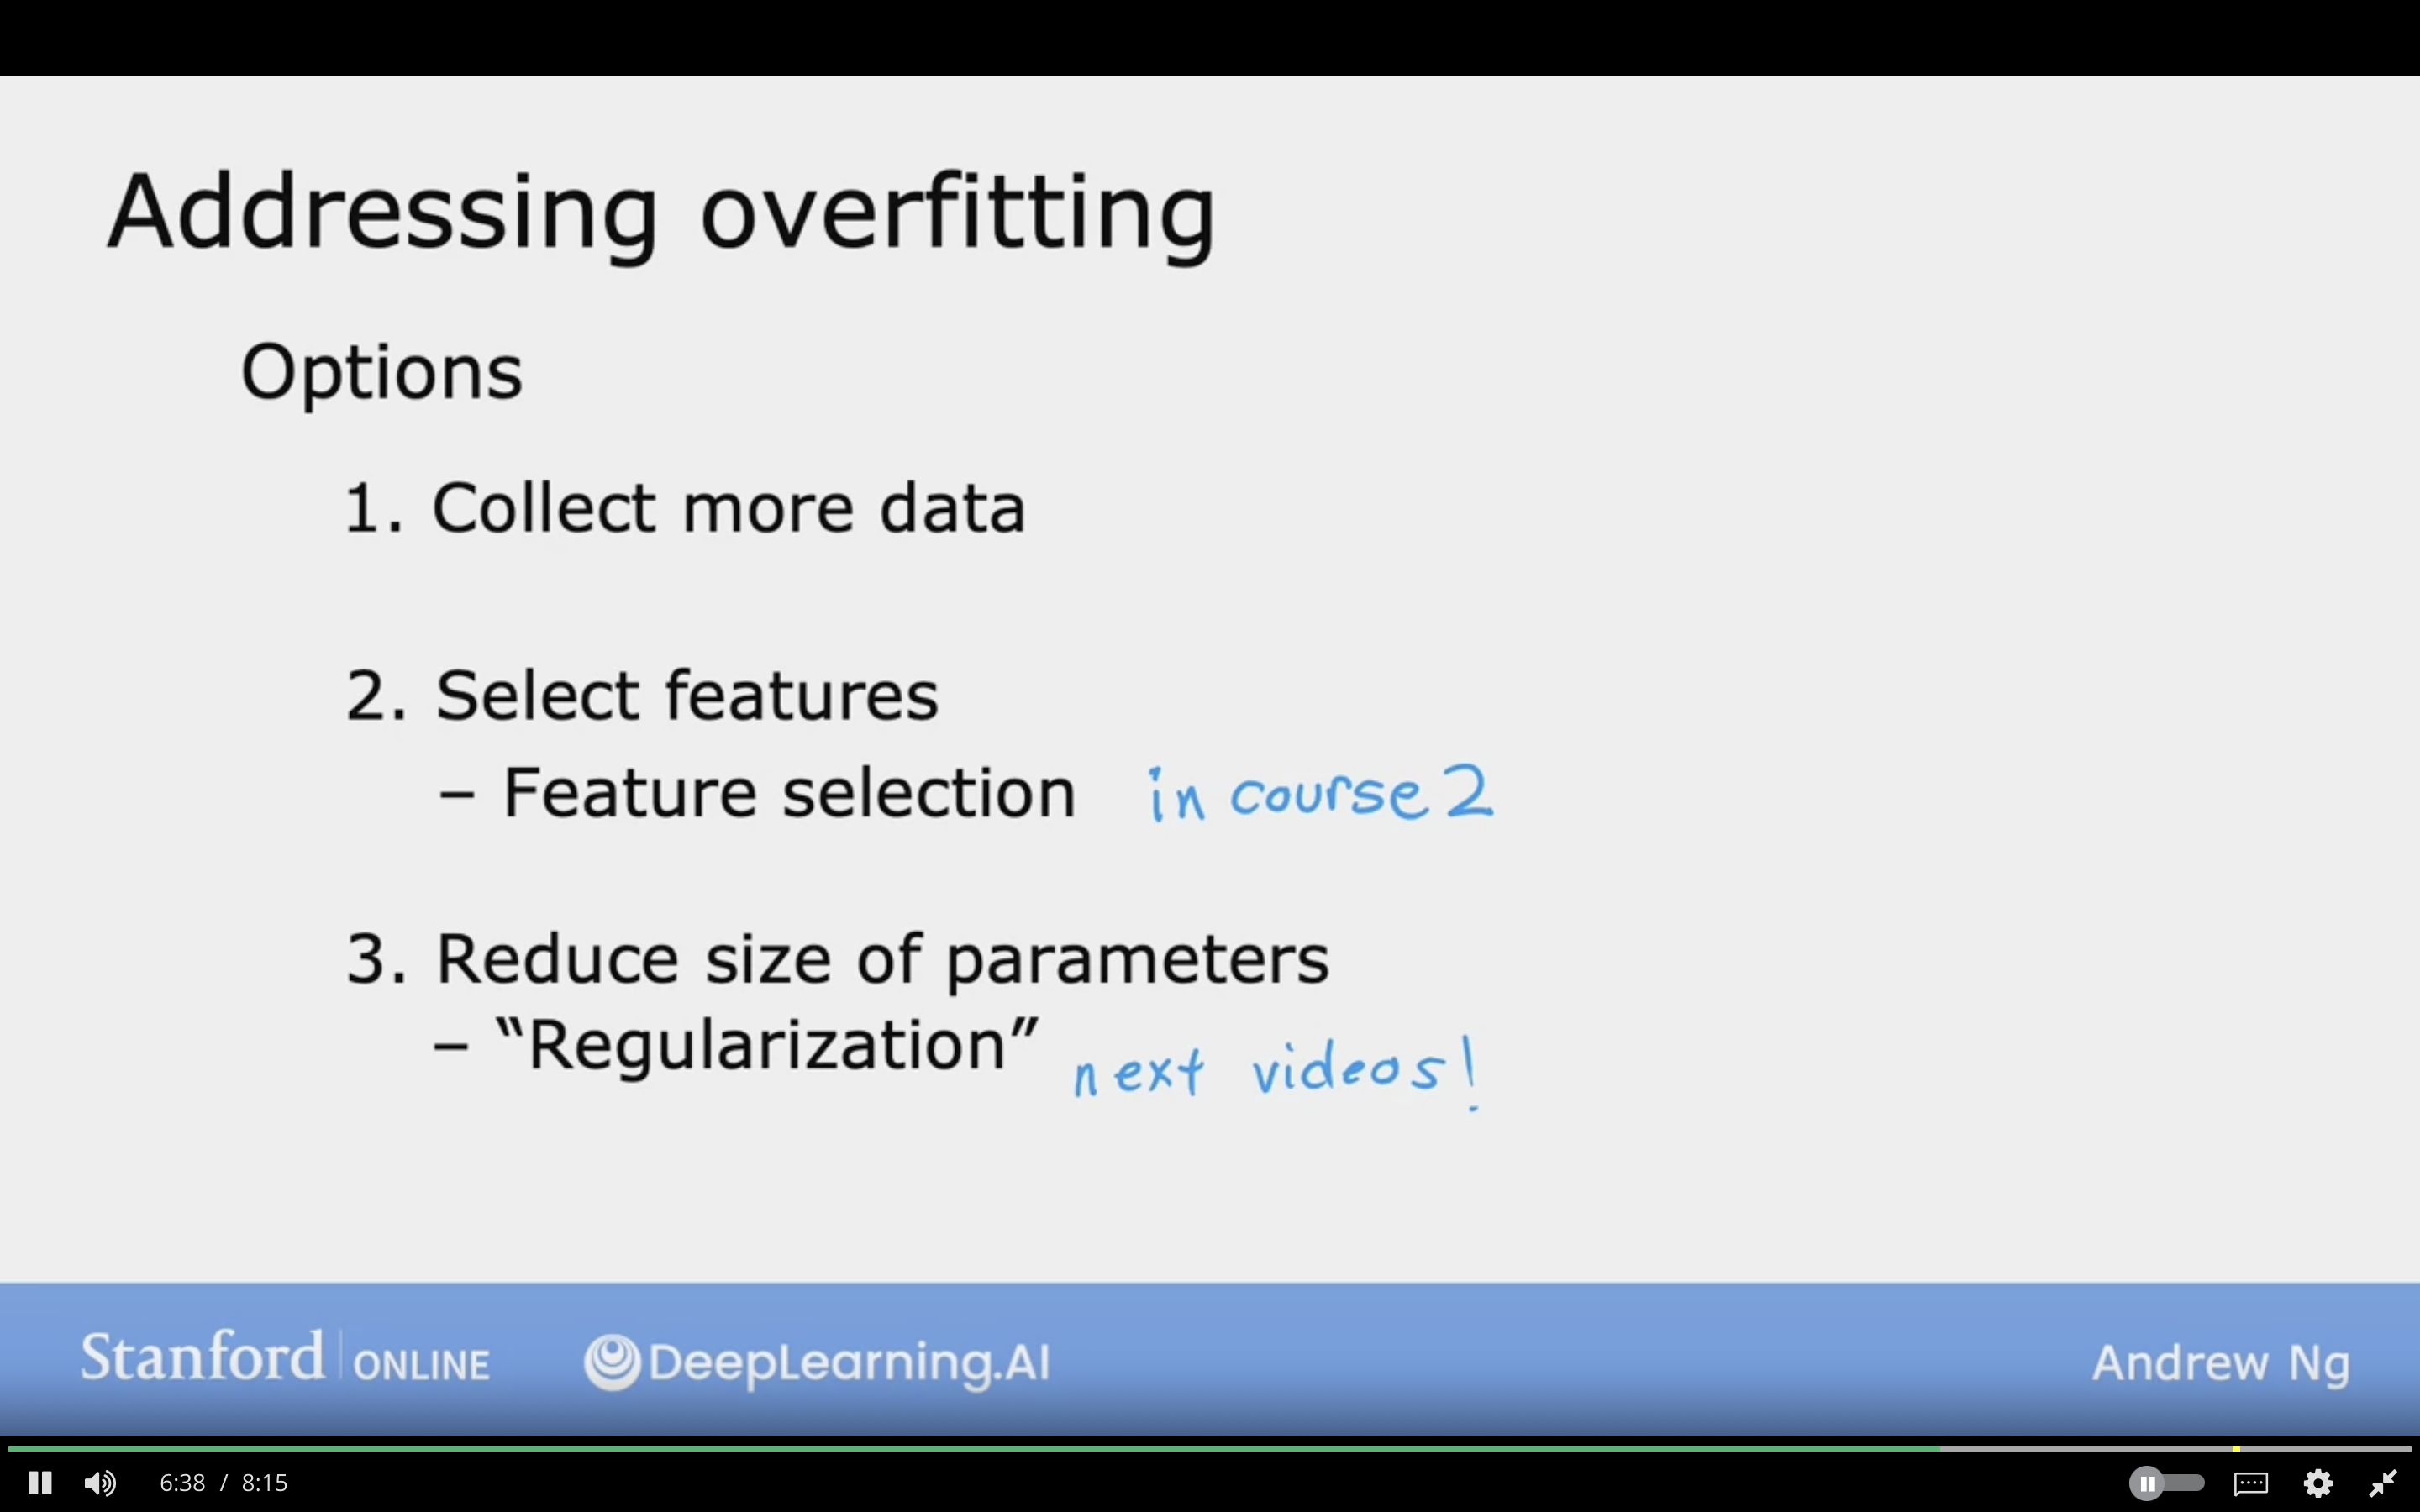 Addressing overfitting
Options
1. Collect more data
2. Select features
– Feature selection in course 2
3. Reduce size of parameters
– “Regularization” next videos!
Stanford | ONLINE DeepLearning.AI Andrew Ng
6:38 / 8:15